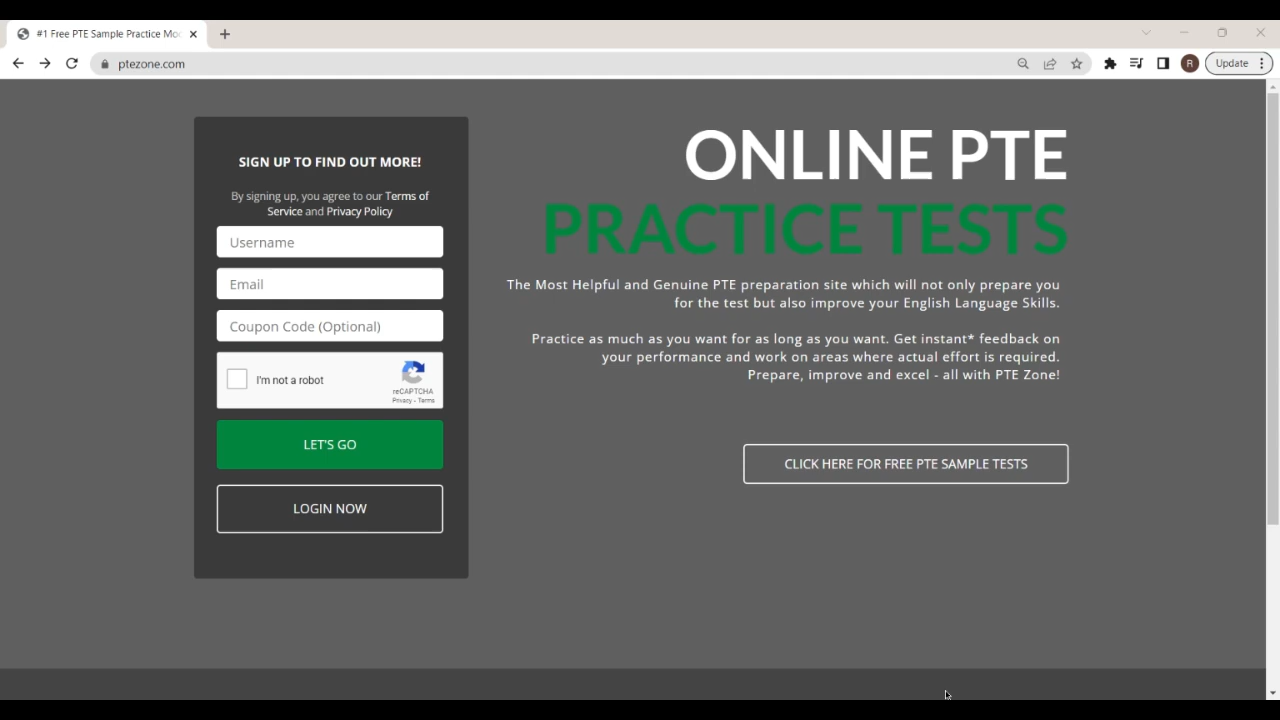 #1 Free PTE Sample Practice Mo
ptezone.com
R
Update
SIGN UP TO FIND OUT MORE!
By signing up, you agree to our Terms of
Service and Privacy Policy
Username
Email
Coupon Code (Optional)
I'm not a robot
reCAPTCHA
Privacy - Terms
LET'S GO
LOGIN NOW
ONLINE PTE
PRACTICE TESTS
The Most Helpful and Genuine PTE preparation site which will not only prepare you
for the test but also improve your English Language Skills.
Practice as much as you want for as long as you want. Get instant* feedback on
your performance and work on areas where actual effort is required.
Prepare, improve and excel - all with PTE Zone!
CLICK HERE FOR FREE PTE SAMPLE TESTS